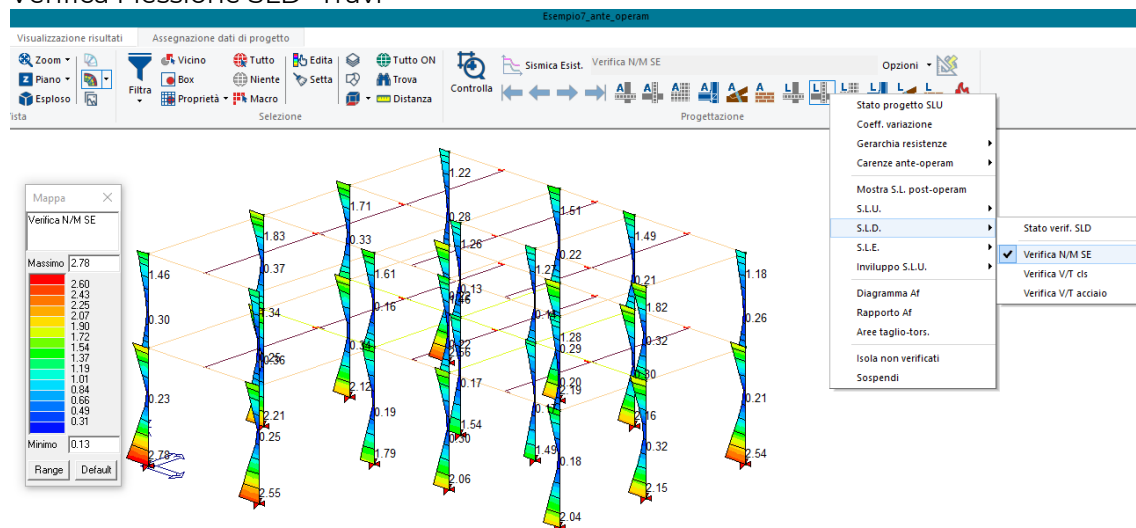 Verifica Flessione SLD- Travi
Esempio7_ante_operam
Visualizzazione risultati Assegnazione dati di progetto
Zoom Vicino Tutto Edita Tutto ON Sismica Esist. Verifica N/M SE Opzioni
Piano Filtra Box Niente Setta Trova Controlla
Esploso Proprietà Macro Distanza
ista Selezione Progettazione
Stato progetto SLU
Coeff. variazione
Gerarchia resistenze
Carenze ante-operam
Mostra S.L. post-operam
S.L.U.
S.L.D.
S.L.E.
Inviluppo S.L.U.
Diagramma Af
Rapporto Af
Aree taglio-tors.
Isola non verificati
Sospendi
Stato verif. SLD
Verifica N/M SE
Verifica V/T cls
Verifica V/T acciaio
Mappa
Verifica N/M SE
Massimo 2.78
2.60
2.43
2.25
2.07
1.90
1.72
1.54
1.37
1.19
1.01
0.84
0.66
0.49
0.31
Minimo 0.13
Range Default
1.22
1.71 0.28 1.51
1.83 0.33 1.26 1.49
1.46 0.37 1.61 0.22 1.27 0.21 1.18
0.13
1.34 0.16 1.82 0.26
0.30 1.28
0.29 0.32
0.36 0.34 2.66 0.20 0.30
0.23 2.12 0.17 2.19 0.21
2.21 0.19 2.16
0.25 1.54
2.78 1.79 0.30 1.49 0.18 0.32 2.54
2.55 2.06 2.15
2.04